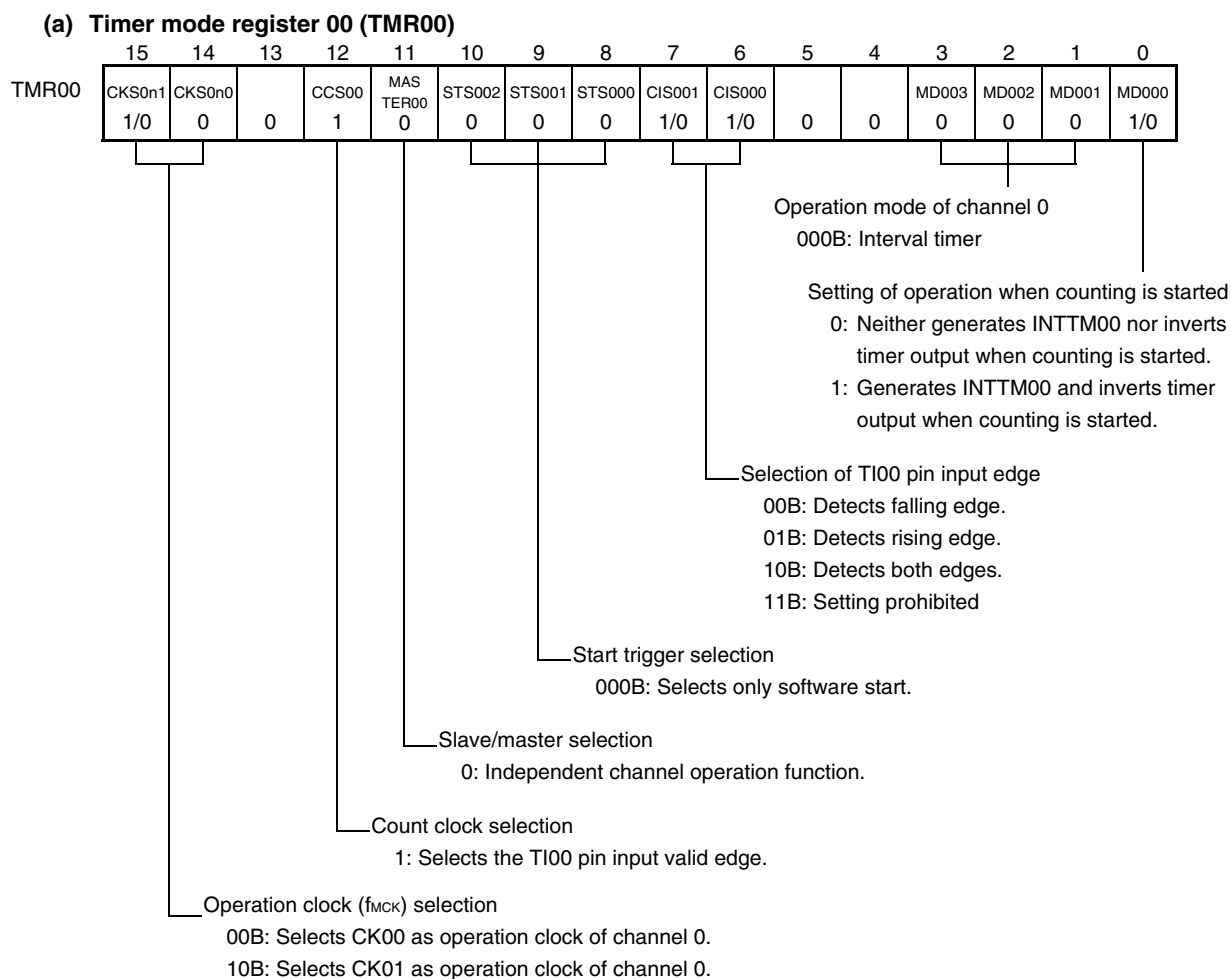 (a) Timer mode register 00 (TMR00)
15 14 13 12 11 10 9 8 7 6 5 4 3 2 1 0
TMR00 CKS0n1 CKS0n0 CCS00 MAS TER00 STS002 STS001 STS000 CIS001 CIS000 MD003 MD002 MD001 MD000
1/0 0 0 1 0 0 0 0 1/0 1/0 0 0 0 0 0 1/0
Operation mode of channel 0
000B: Interval timer
Setting of operation when counting is started
0: Neither generates INTTM00 nor inverts
timer output when counting is started.
1: Generates INTTM00 and inverts timer
output when counting is started.
Selection of TI00 pin input edge
00B: Detects falling edge.
01B: Detects rising edge.
10B: Detects both edges.
11B: Setting prohibited
Start trigger selection
000B: Selects only software start.
Slave/master selection
0: Independent channel operation function.
Count clock selection
1: Selects the TI00 pin input valid edge.
Operation clock (fMCK) selection
00B: Selects CK00 as operation clock of channel 0.
10B: Selects CK01 as operation clock of channel 0.